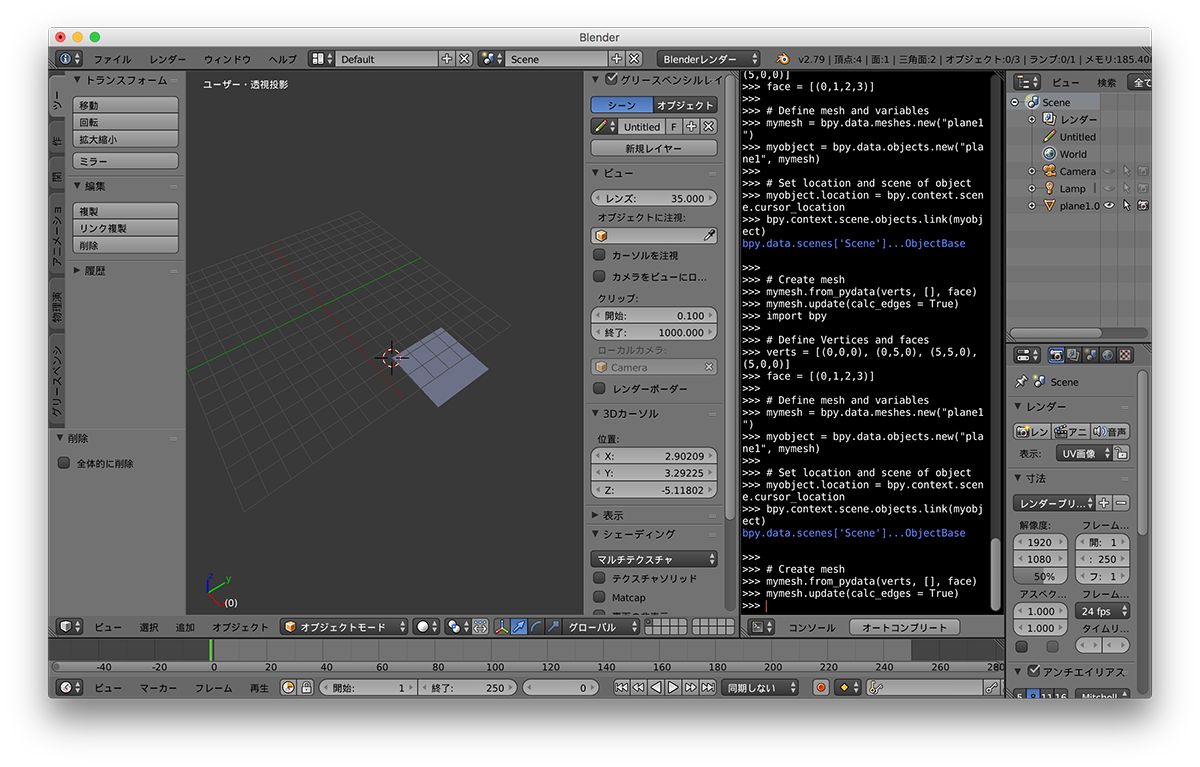 Blender
ファイル レンダー ウィンドウ ヘルプ Default Scene Blenderレンダー v2.79 | 頂点:4 | 面:1 | 三角面:2 | オブジェクト:0/3 | ランプ:0/1 | メモリ:185.40
トランスフォーム
移動
回転
拡大縮小
ミラー
編集
複製
リンク複製
削除
履歴
ツー
作
関
アニメーショ
物理演
グリースペンシ
削除
全体的に削除
ユーザー・透視投影
z
y
(0)
グリースペンシルレイ
シーン オブジェクト
Untitled F
新規レイヤー
ビュー
レンズ: 35.000
オブジェクトに注視:
カーソルを注視
カメラをビューにロ...
クリップ:
開始: 0.100
終了: 1000.000
ローカルカメラ:
Camera
レンダーボーダー
3Dカーソル
位置:
X: 2.90209
Y: 3.29225
Z: -5.11802
表示
シェーディング
マルチテクスチャ
テクスチャソリッド
Matcap
(5,0,0)]
>>> face = [(0,1,2,3)]
>>>
>>> # Define mesh and variables
>>> mymesh = bpy.data.meshes.new("plane1
")
>>> myobject = bpy.data.objects.new("pla
ne1", mymesh)
>>>
>>> # Set location and scene of object
>>> myobject.location = bpy.context.scen
e.cursor_location
>>> bpy.context.scene.objects.link(myobj
ect)
bpy.data.scenes['Scene']...ObjectBase
>>>
>>> # Create mesh
>>> mymesh.from_pydata(verts, [], face)
>>> mymesh.update(calc_edges = True)
>>> import bpy
>>>
>>> # Define Vertices and faces
>>> verts = [(0,0,0), (0,5,0), (5,5,0),
(5,0,0)]
>>> face = [(0,1,2,3)]
>>>
>>> # Define mesh and variables
>>> mymesh = bpy.data.meshes.new("plane1
")
>>> myobject = bpy.data.objects.new("pla
ne1", mymesh)
>>>
>>> # Set location and scene of object
>>> myobject.location = bpy.context.scen
e.cursor_location
>>> bpy.context.scene.objects.link(myobj
ect)
bpy.data.scenes['Scene']...ObjectBase
>>>
>>> # Create mesh
>>> mymesh.from_pydata(verts, [], face)
>>> mymesh.update(calc_edges = True)
>>>
ビュー 検索 全て
Scene
レンダー
Untitled
World
Camera
Lamp
plane1.0
Scene
レンダー
レン アニ 音声
表示: UV画像
寸法
レンダープリ...
解像度: フレーム...
1920 開: 1
1080 : 250
50% フ: 1
アスペク... フレーム...
1.000 24 fps
1.000 タイムリ...
アンチエイリアス
5 8 11 16 Mitchell
ビュー 選択 追加 オブジェクト オブジェクトモード グローバル
コンソール オートコンプリート
-40 -20 0 20 40 60 80 100 120 140 160 180 200 220 240 260 280
ビュー マーカー フレーム 再生 開始: 1 終了: 250 0 同期しない